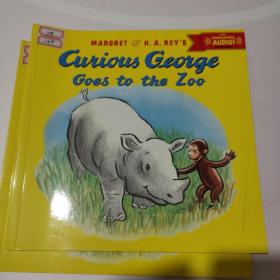 MARGRET & H. A. REY'S
Curious George
Goes to the Zoo
AUDIO!